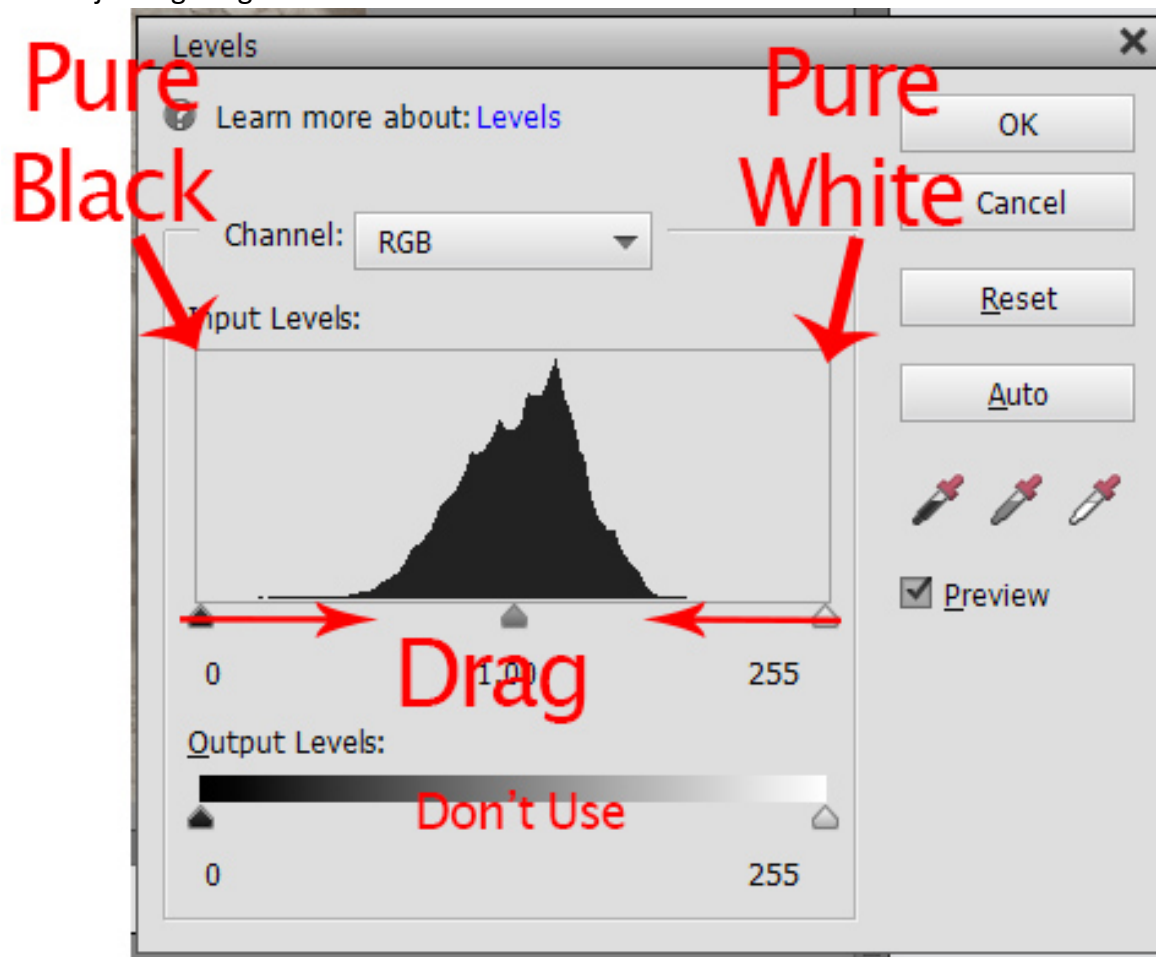 Levels
Pure
Pure
Learn more about: Levels
OK
Black
White
Cancel
Channel: RGB
Reset
Input Levels:
Auto
Preview
Drag
0 1.00 255
Output Levels:
Don't Use
0 255